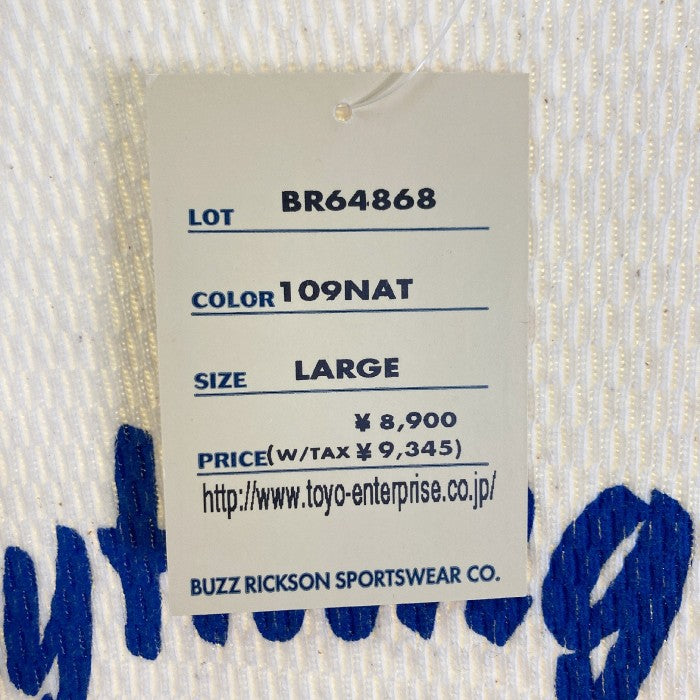 LOT BR64868
COLOR 109NAT
SIZE LARGE
¥ 8,900
PRICE (W/TAX ¥ 9,345)
http://www.toyo-enterprise.co.jp/
BUZZ RICKSON SPORTSWEAR CO.